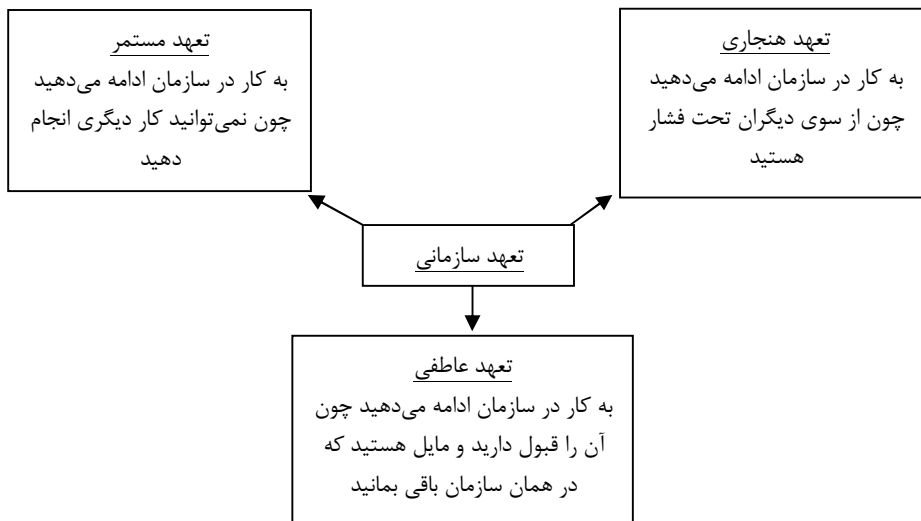 تعهد هنجاری
به کار در سازمان ادامه می‌دهید
چون از سوی دیگران تحت فشار
هستید
تعهد مستمر
به کار در سازمان ادامه می‌دهید
چون نمی‌توانید کار دیگری انجام
دهید
تعهد سازمانی
تعهد عاطفی
به کار در سازمان ادامه می‌دهید چون
آن را قبول دارید و مایل هستید که
در همان سازمان باقی بمانید